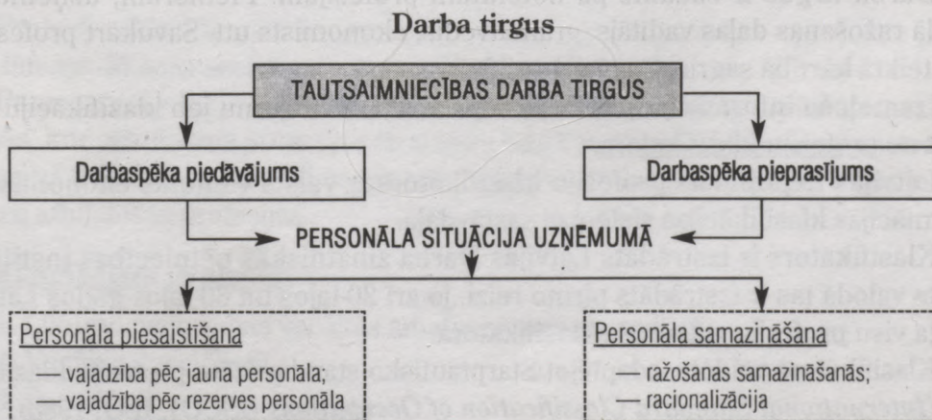 Darba tirgus
TAUTSAIMNIECĪBAS DARBA TIRGUS
Darbaspēka piedāvājums
Darbaspēka pieprasījums
PERSONĀLA SITUĀCIJA UZŅĒMUMĀ
Personāla piesaistīšana
— vajadzība pēc jauna personāla;
— vajadzība pēc rezerves personāla
Personāla samazināšana
— ražošanas samazināšanās;
— racionalizācija